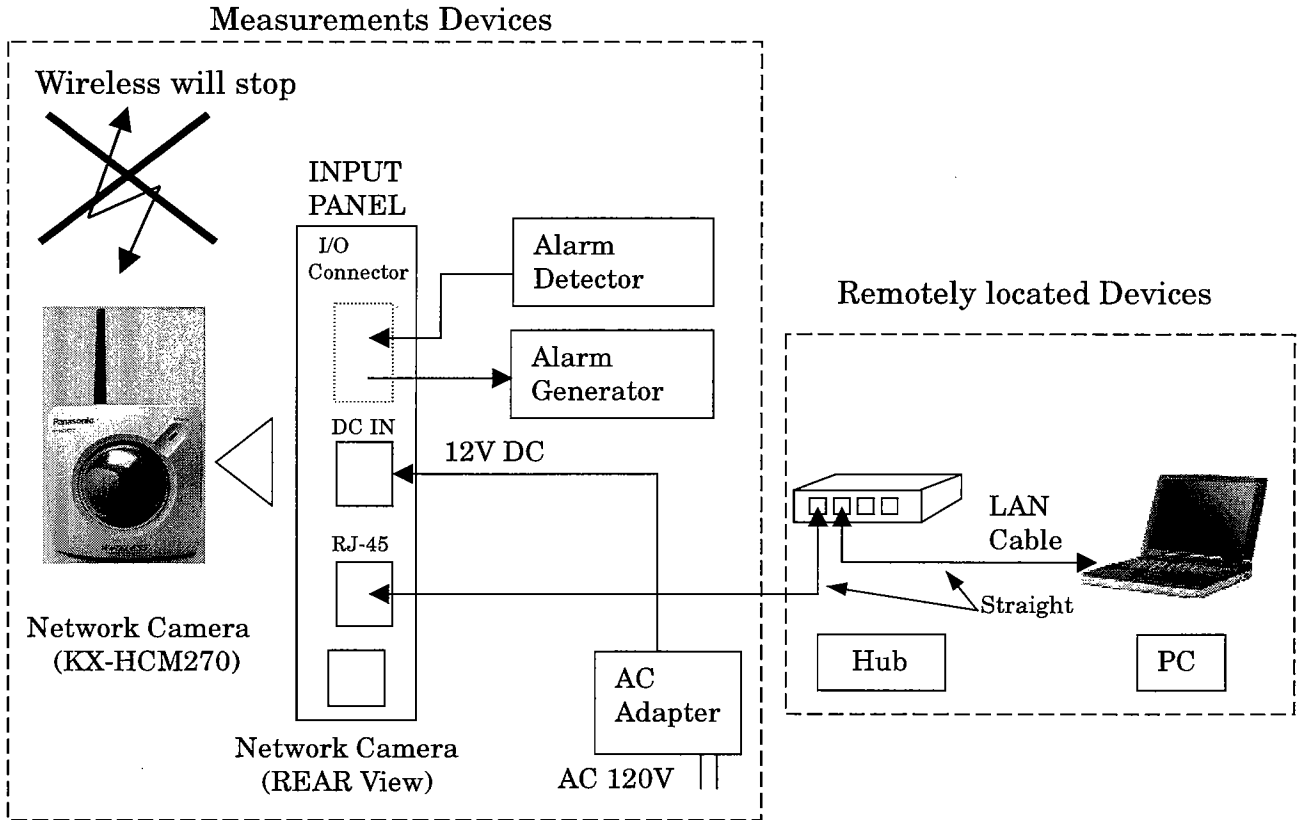 Measurements Devices
Wireless will stop
INPUT
PANEL
I/O
Connector
Alarm
Detector
Alarm
Generator
DC IN
12V DC
RJ-45
Panasonic
Network Camera
(KX-HCM270)
Network Camera
(REAR View)
AC
Adapter
AC 120V
Remotely located Devices
LAN
Cable
Straight
Hub
PC